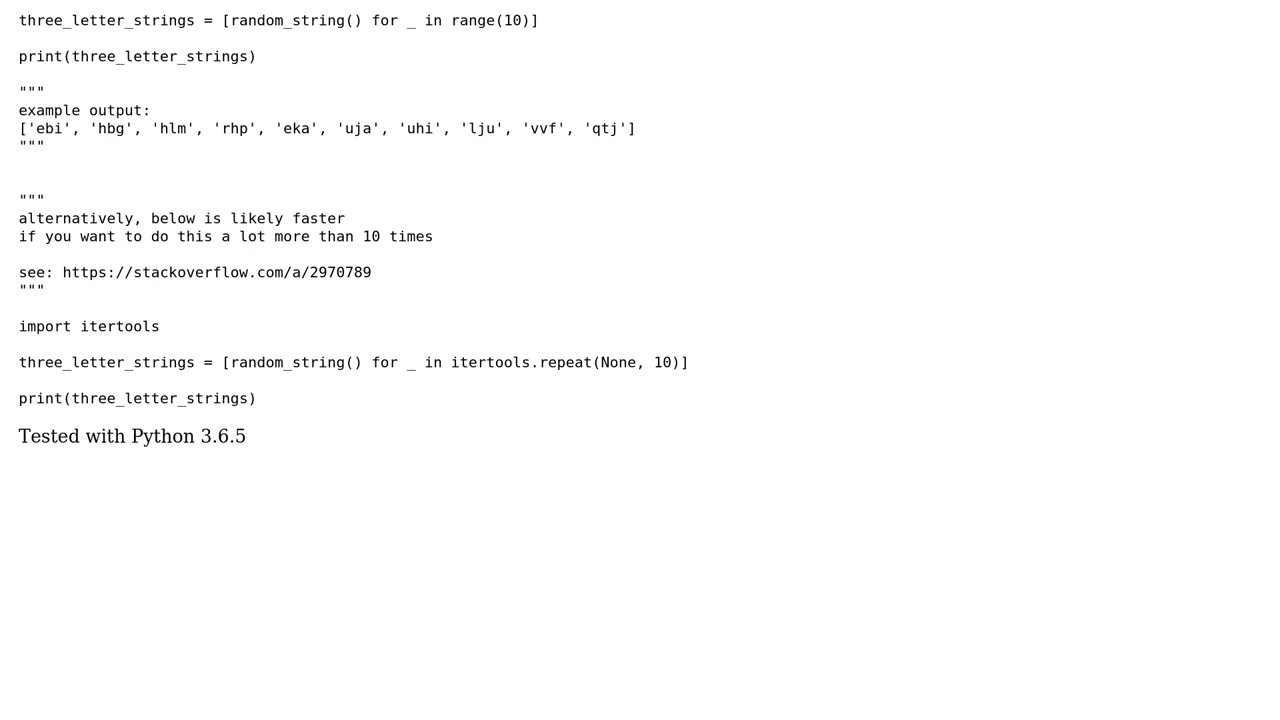 three_letter_strings = [random_string() for _ in range(10)]
print(three_letter_strings)
"""
example output:
['ebi', 'hbg', 'hlm', 'rhp', 'eka', 'uja', 'uhi', 'lju', 'vvf', 'qtj']
"""
"""
alternatively, below is likely faster
if you want to do this a lot more than 10 times
see: https://stackoverflow.com/a/2970789
"""
import itertools
three_letter_strings = [random_string() for _ in itertools.repeat(None, 10)]
print(three_letter_strings)
Tested with Python 3.6.5